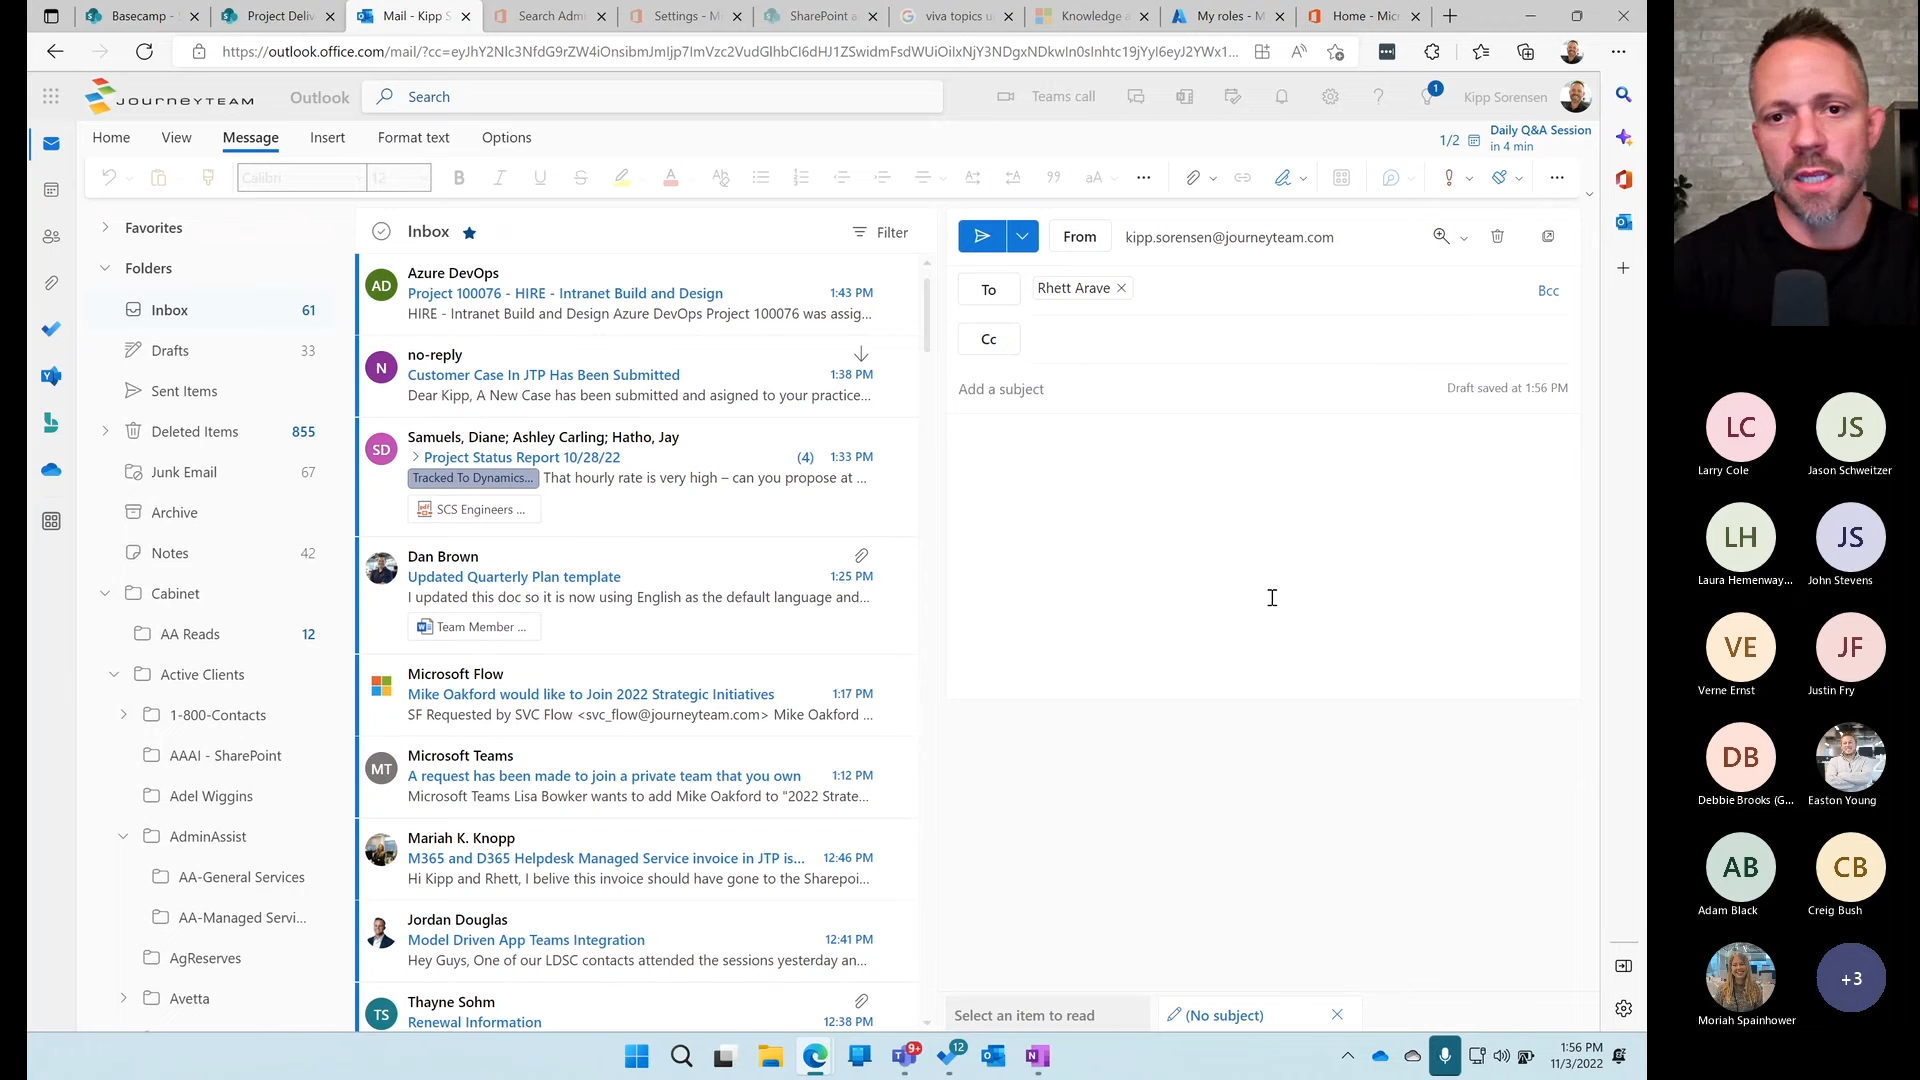 Basecamp -
Project Deliv
Mail - Kipp S
Search Admi
Settings - Mi
SharePoint a
viva topics u
Knowledge a
My roles - M
Home - Micr
https://outlook.office.com/mail/?cc=
JOURNEYTEAM
Outlook
Search
Teams call
1
Kipp Sorensen
Home
View
Message
Insert
Format text
Options
1/2
Daily Q&A Session
in 4 min
Calibri
12
B
I
U
S
A
aA
Favorites
Folders
Inbox 61
Drafts 33
Sent Items
Deleted Items 855
Junk Email 67
Archive
Notes 42
Cabinet
AA Reads 12
Active Clients
1-800-Contacts
AAAI - SharePoint
Adel Wiggins
AdminAssist
AA-General Services
AA-Managed Servi...
AgReserves
Avetta
Inbox
Filter
AD
Azure DevOps
Project 100076 - HIRE - Intranet Build and Design 1:43 PM
HIRE - Intranet Build and Design Azure DevOps Project 100076 was assig...
N
no-reply
Customer Case In JTP Has Been Submitted 1:38 PM
Dear Kipp, A New Case has been submitted and asigned to your practice...
SD
Samuels, Diane; Ashley Carling; Hatho, Jay
Project Status Report 10/28/22 (4) 1:33 PM
Tracked To Dynamics... That hourly rate is very high – can you propose at ...
SCS Engineers ...
Dan Brown
Updated Quarterly Plan template 1:25 PM
I updated this doc so it is now using English as the default language and...
Team Member ...
Microsoft Flow
Mike Oakford would like to Join 2022 Strategic Initiatives 1:17 PM
SF Requested by SVC Flow <svc_flow@journeyteam.com> Mike Oakford ...
MT
Microsoft Teams
A request has been made to join a private team that you own 1:12 PM
Microsoft Teams Lisa Bowker wants to add Mike Oakford to "2022 Strate...
Mariah K. Knopp
M365 and D365 Helpdesk Managed Service invoice in JTP is... 12:46 PM
Hi Kipp and Rhett, I belive this invoice should have gone to the Sharepoi...
Jordan Douglas
Model Driven App Teams Integration 12:41 PM
Hey Guys, One of our LDSC contacts attended the sessions yesterday an...
TS
Thayne Sohm
Renewal Information 12:38 PM
From
kipp.sorensen@journeyteam.com
To
Rhett Arave
Bcc
Cc
Add a subject
Draft saved at 1:56 PM
Select an item to read
(No subject)
9+
12
1:56 PM
11/3/2022
LC
Larry Cole
JS
Jason Schweitzer
LH
Laura Hemenway...
JS
John Stevens
VE
Verne Ernst
JF
Justin Fry
DB
Debbie Brooks (G...
Easton Young
AB
Adam Black
CB
Creig Bush
Moriah Spainhower
+3